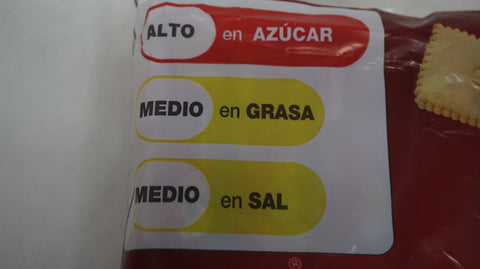 ALTO en AZÚCAR
MEDIO en GRASA
MEDIO en SAL
®